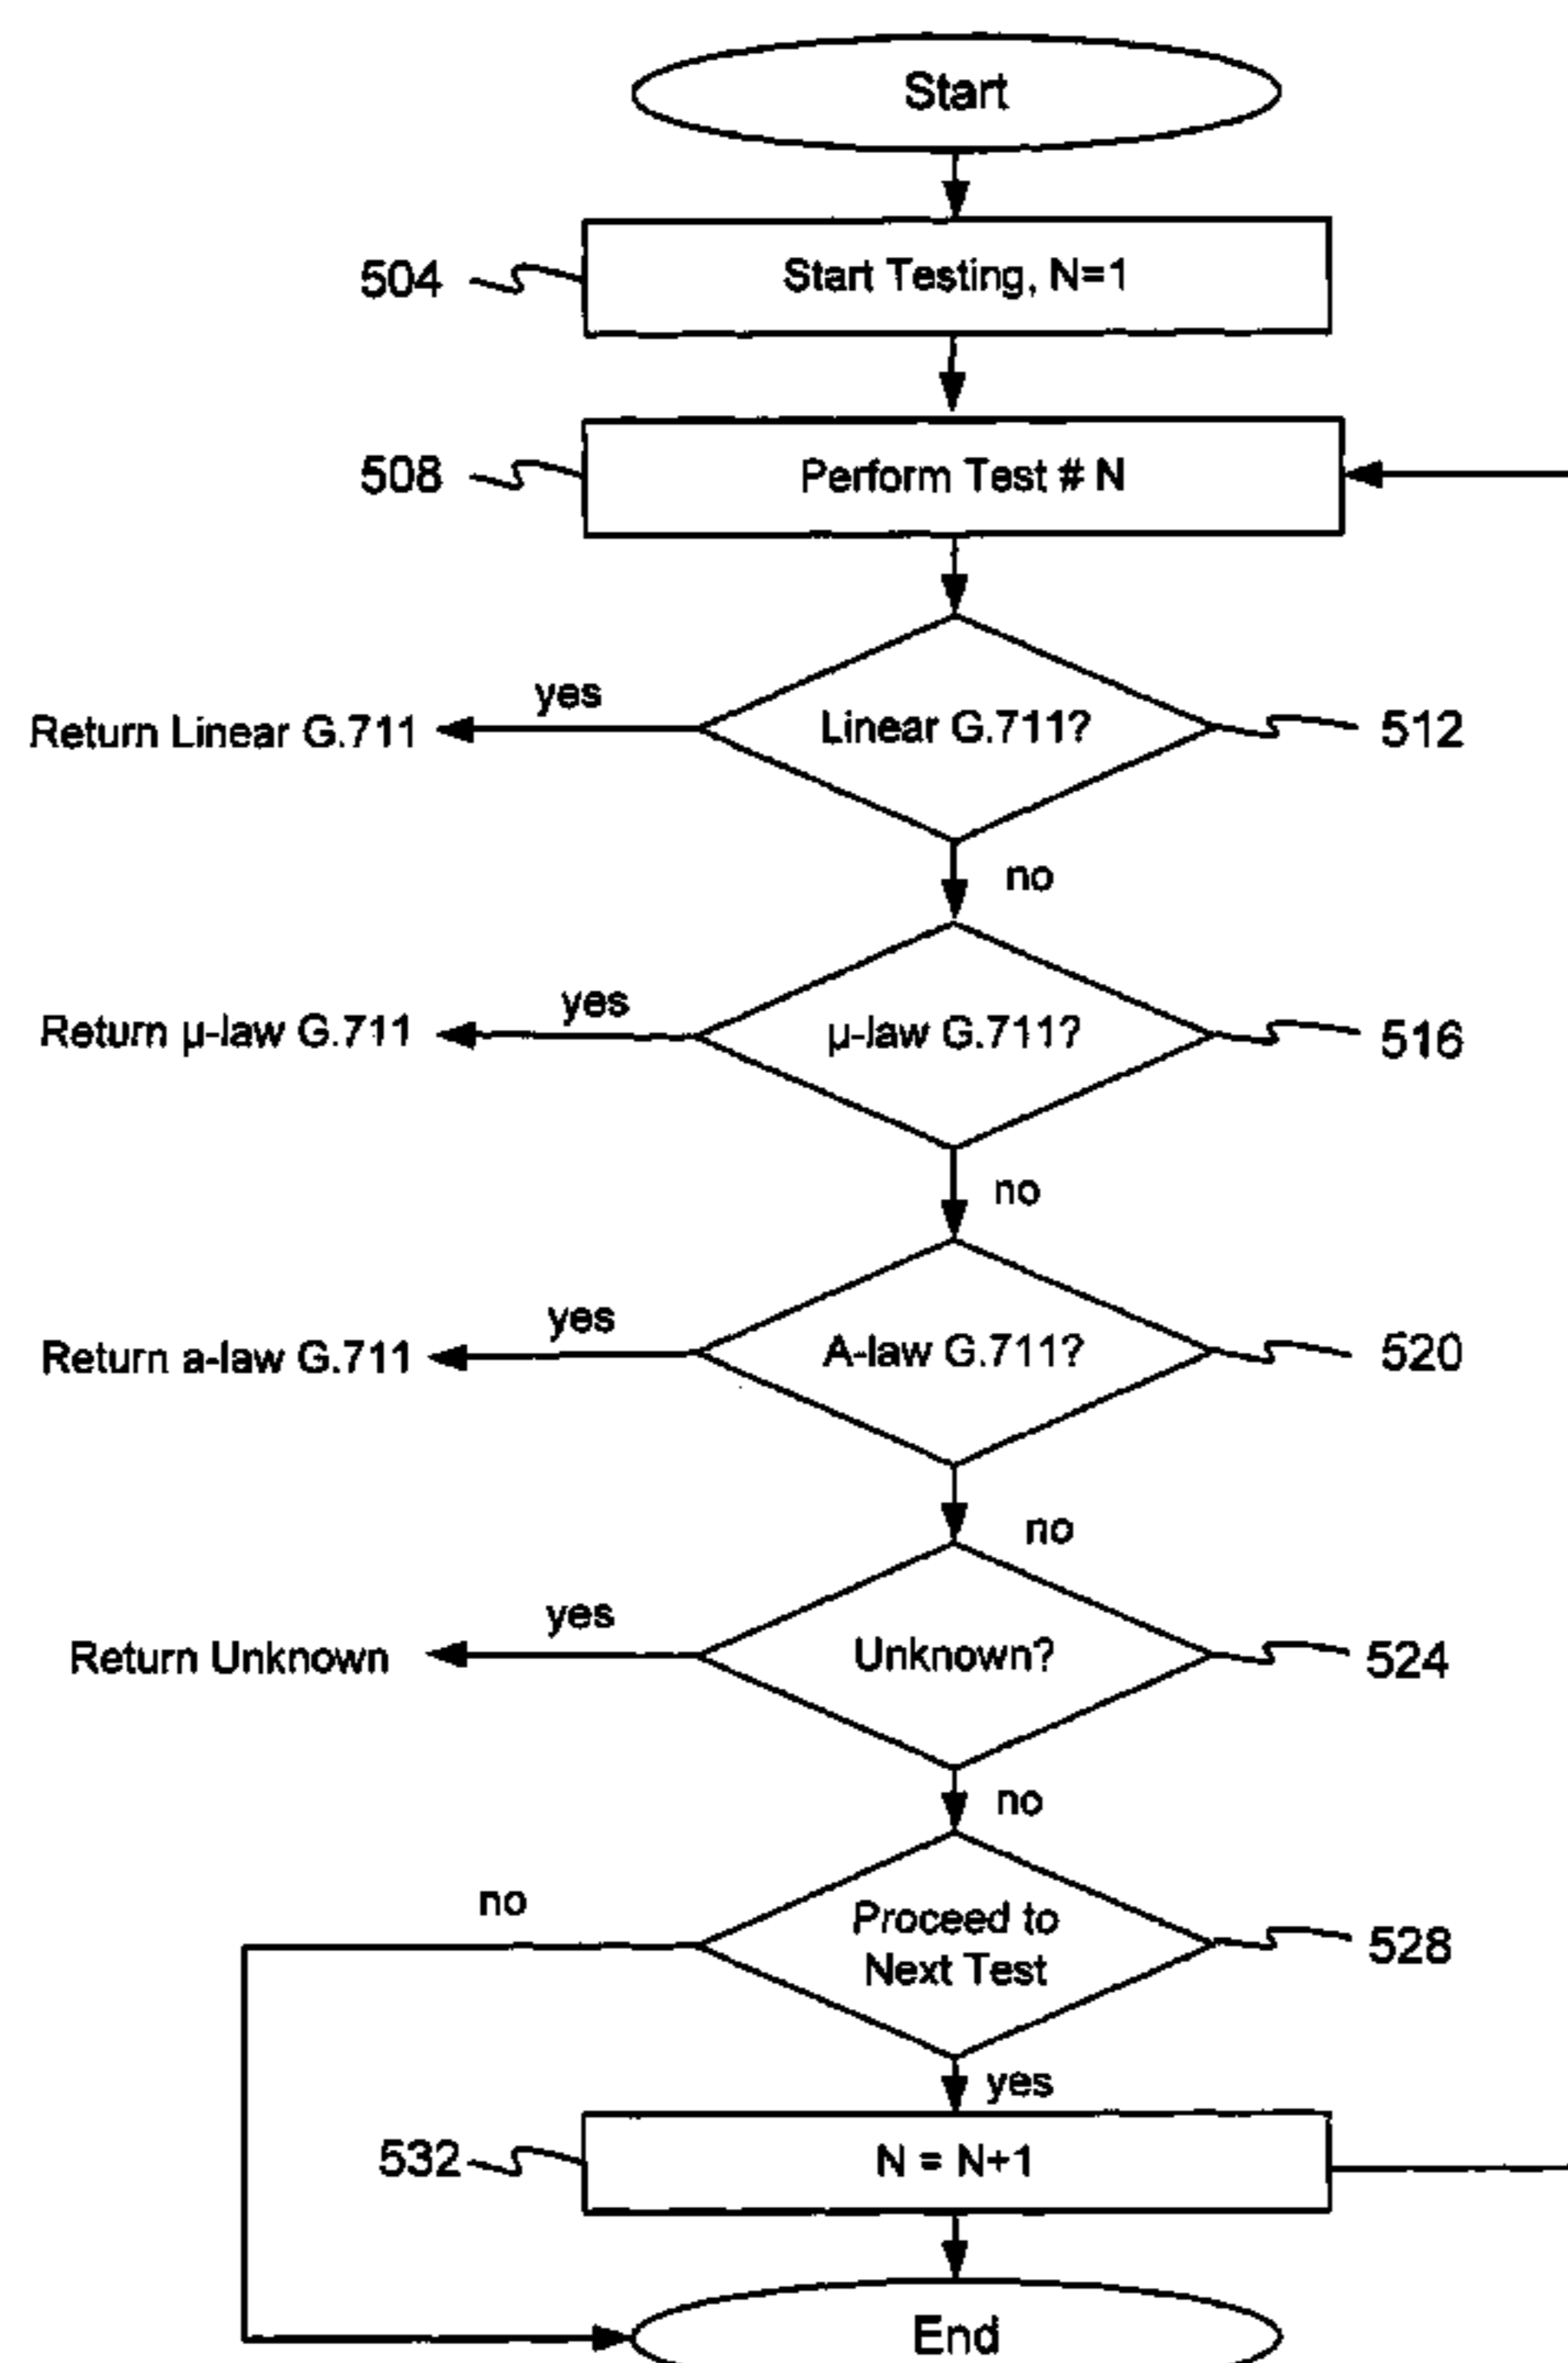 Start
504
Start Testing, N=1
508
Perform Test # N
yes
Return Linear G.711
Linear G.711?
512
no
yes
Return µ-law G.711
µ-law G.711?
516
no
yes
Return a-law G.711
A-law G.711?
520
no
yes
Return Unknown
Unknown?
524
no
no
Proceed to
Next Test
528
yes
532
N = N+1
End